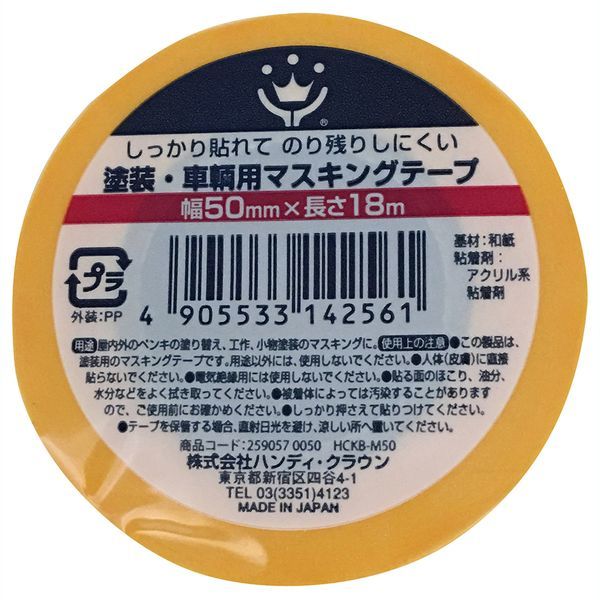 ®
しっかり貼れて のり残りしにくい
塗装・車輌用マスキングテープ
幅50mm×長さ18m
プラ
外装:PP
基材:和紙
粘着剤:
アクリル系
粘着剤
4 905533 142561
用途 屋内外のペンキの塗り替え、工作、小物塗装のマスキングに。 使用上の注意 ●この製品は、
塗装用のマスキングテープです。用途以外には、使用しないでください。●人体(皮膚)に直接
貼らないでください。●電気絶縁用には使用しないでください。●貼る面のほこり、油分、
水分などをよく拭き取ってください。●被着体によっては汚染することがあります
ので、ご使用前にお確かめください。●しっかり押さえて貼りつけてください。
●テープを保管する場合、直射日光を避け、涼しい所へ置いてください。
商品コード:259057 0050 HCKB-M50
株式会社ハンディ・クラウン
東京都新宿区四谷4-1
TEL 03(3351)4123
MADE IN JAPAN